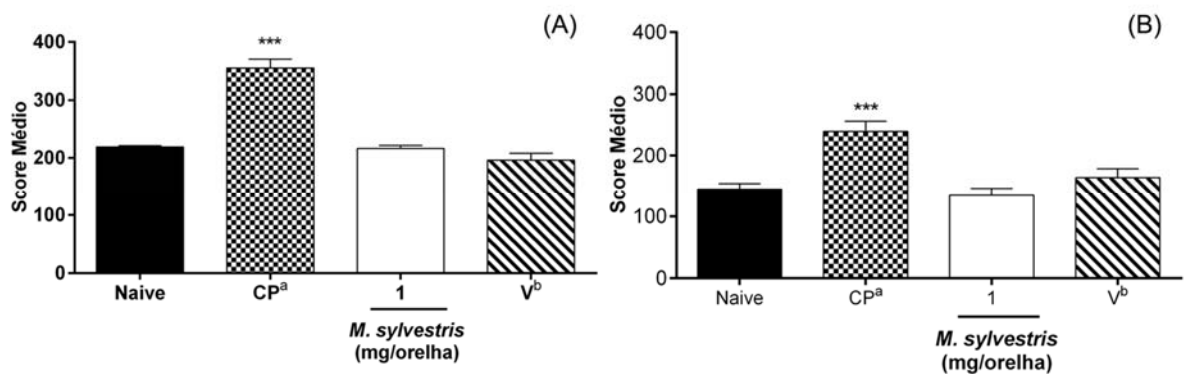 (A)
***
Score Médio
400
300
200
100
0
Naive
CPᵃ
1
Vᵇ
M. sylvestris
(mg/orelha)
(B)
***
Score Médio
400
300
200
100
0
Naive
CPᵃ
1
Vᵇ
M. sylvestris
(mg/orelha)